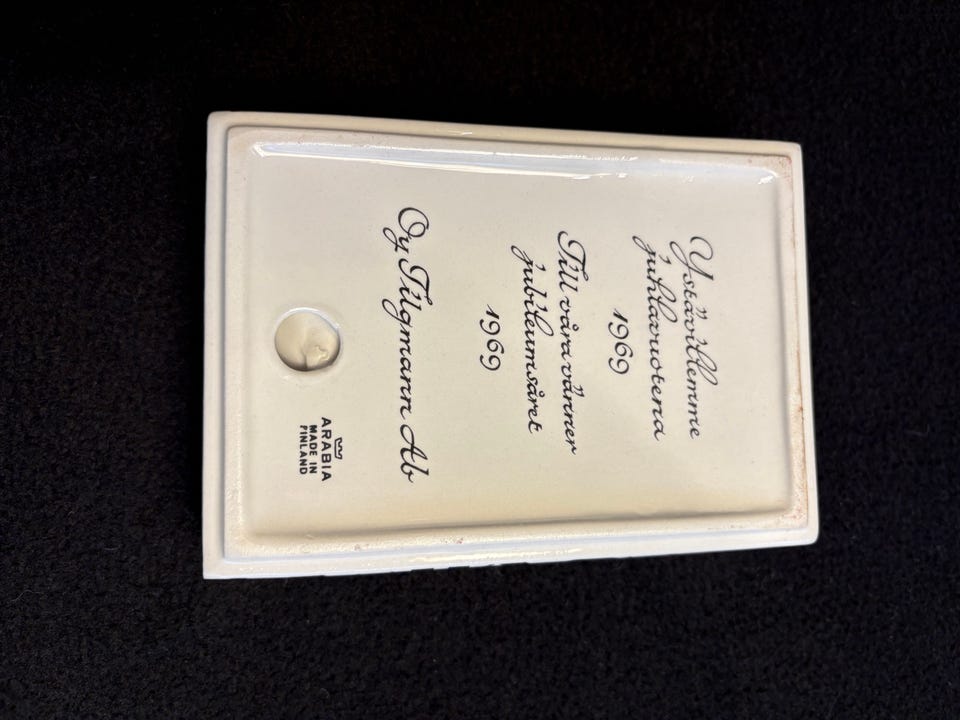 Ystävillemme
juhlavuotena
1969
Till våra vänner
jubileumsåret
1969
Oy Tilgmann Ab
ARABIA
MADE IN
FINLAND